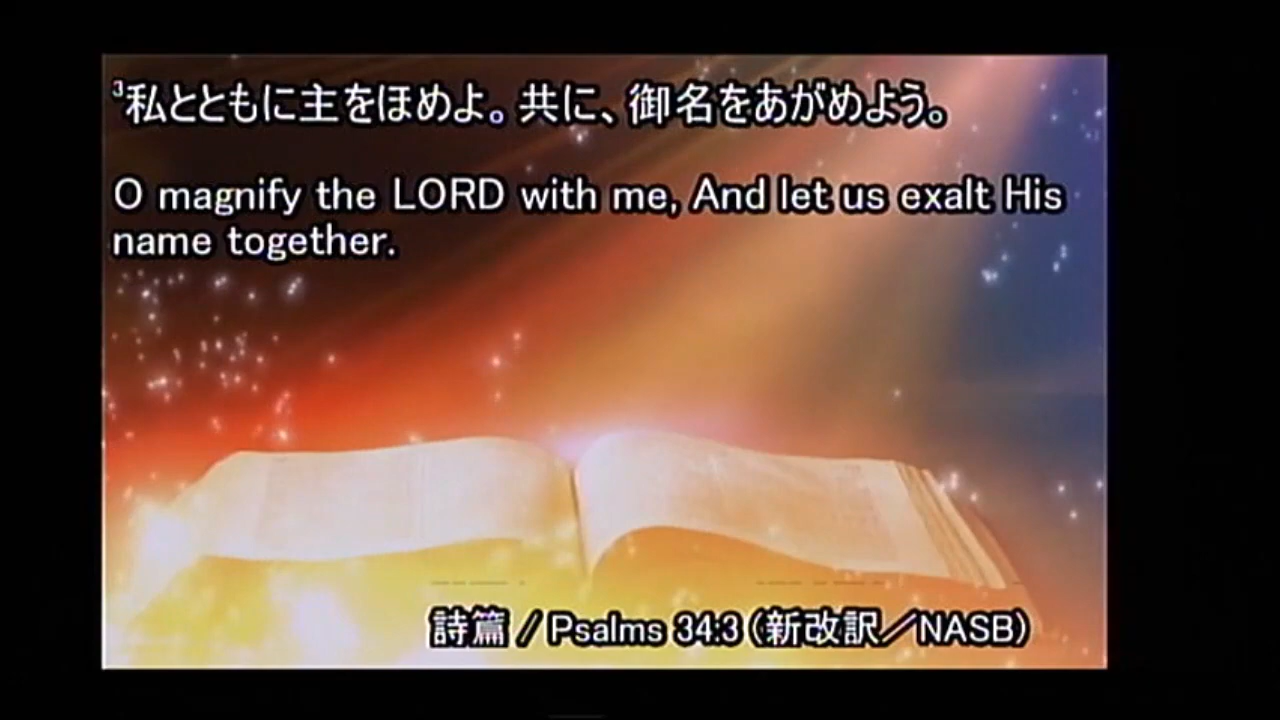 3私とともに主をほめよ。共に、御名をあがめよう。
O magnify the LORD with me, And let us exalt His
name together.
詩篇 / Psalms 34:3 (新改訳／NASB)